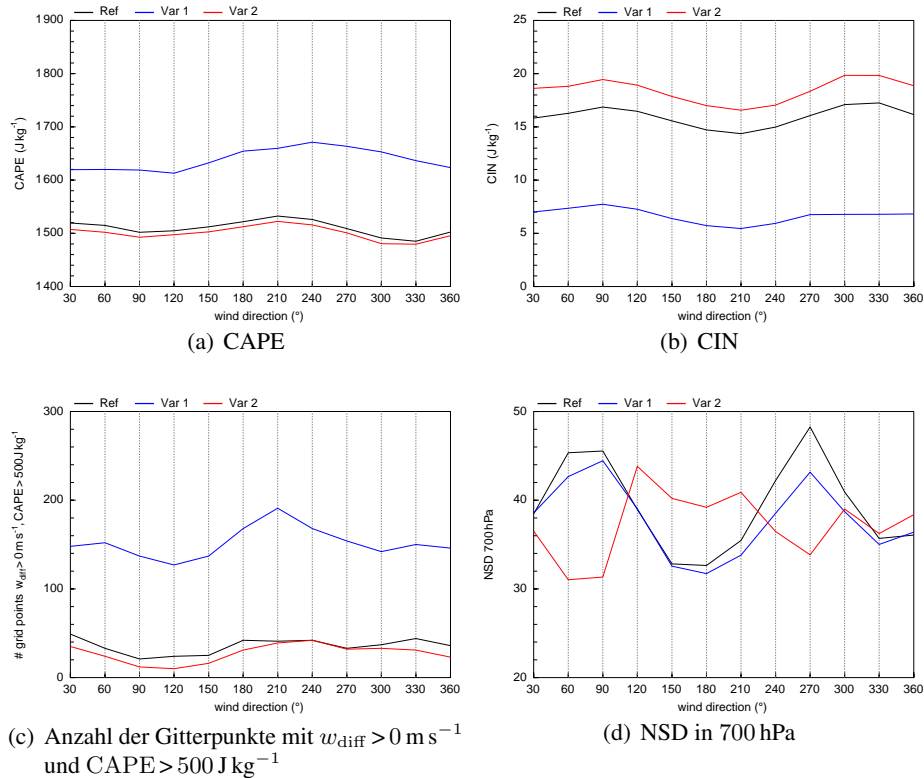 Ref Var 1 Var 2
1900
1800
1700
1600
1500
1400
CAPE (J kg-1)
30 60 90 120 150 180 210 240 270 300 330 360
wind direction (°)
(a) CAPE
Ref Var 1 Var 2
25
20
15
10
5
0
CIN (J kg-1)
30 60 90 120 150 180 210 240 270 300 330 360
wind direction (°)
(b) CIN
Ref Var 1 Var 2
300
200
100
0
# grid points wdiff > 0 m s-1, CAPE > 500 J kg-1
30 60 90 120 150 180 210 240 270 300 330 360
wind direction (°)
(c) Anzahl der Gitterpunkte mit wdiff > 0 m s−1
und CAPE > 500 J kg−1
Ref Var 1 Var 2
50
40
30
20
NSD 700 hPa
30 60 90 120 150 180 210 240 270 300 330 360
wind direction (°)
(d) NSD in 700 hPa